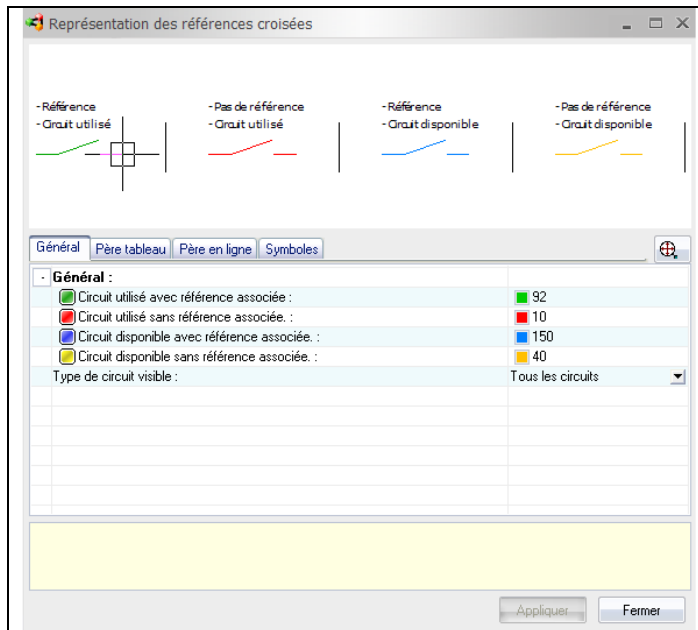 Représentation des références croisées
-Référence
-Circuit utilisé
-Pas de référence
-Circuit utilisé
-Référence
-Circuit disponible
-Pas de référence
-Circuit disponible
Général Père tableau Père en ligne Symboles
Général :
Circuit utilisé avec référence associée : 92
Circuit utilisé sans référence associée. : 10
Circuit disponible avec référence associée. : 150
Circuit disponible sans référence associée. : 40
Type de circuit visible : Tous les circuits
Appliquer Fermer